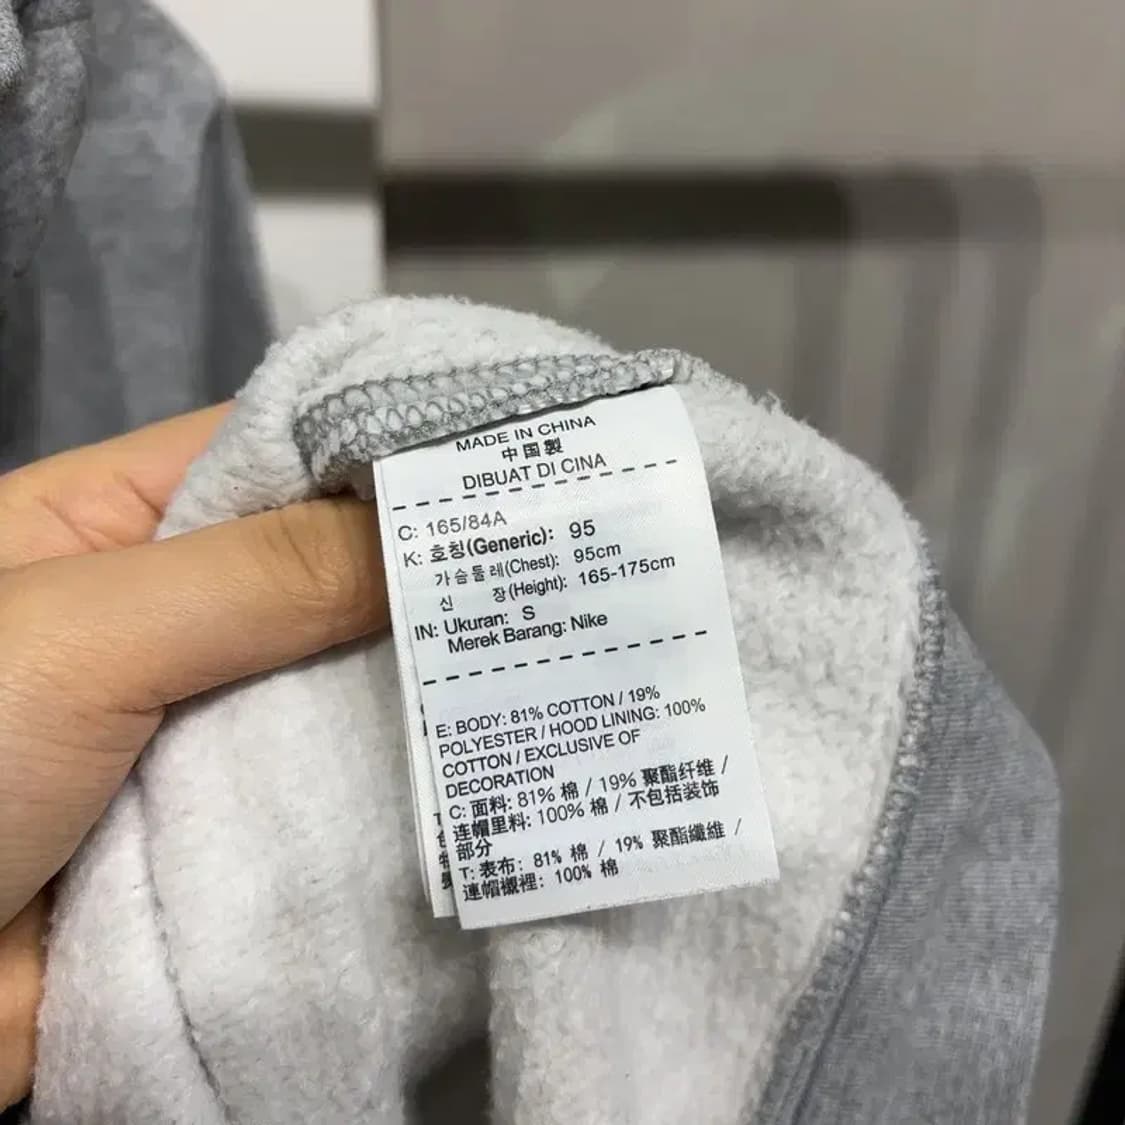 MADE IN CHINA
中国製
DIBUAT DI CINA
C: 165/84A
K: 호칭(Generic): 95
가슴둘레(Chest): 95cm
신 장(Height): 165-175cm
IN: Ukuran: S
Merek Barang: Nike
E: BODY: 81% COTTON / 19%
POLYESTER / HOOD LINING: 100%
COTTON / EXCLUSIVE OF
DECORATION
C: 面料: 81% 棉 / 19% 聚酯纤维 /
连帽里料: 100% 棉 / 不包括装饰
部分
T: 表布: 81% 棉 / 19% 聚酯纖維 /
連帽襯裡: 100% 棉